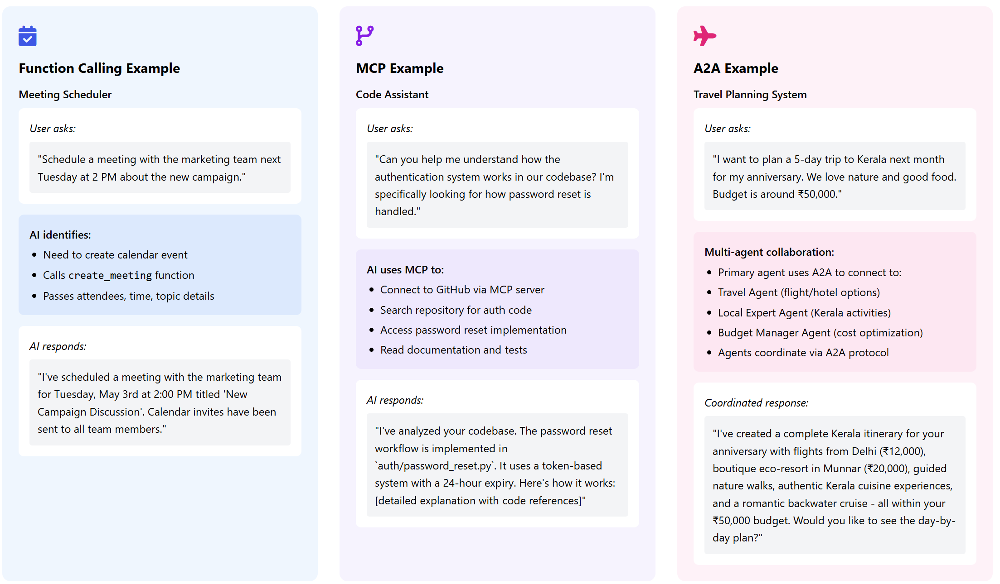 Function Calling Example
Meeting Scheduler
User asks:
"Schedule a meeting with the marketing team next
Tuesday at 2 PM about the new campaign."
AI identifies:
• Need to create calendar event
• Calls create_meeting function
• Passes attendees, time, topic details
AI responds:
"I've scheduled a meeting with the marketing team
for Tuesday, May 3rd at 2:00 PM titled 'New
Campaign Discussion'. Calendar invites have been
sent to all team members."
MCP Example
Code Assistant
User asks:
"Can you help me understand how the
authentication system works in our codebase? I'm
specifically looking for how password reset is
handled."
AI uses MCP to:
• Connect to GitHub via MCP server
• Search repository for auth code
• Access password reset implementation
• Read documentation and tests
AI responds:
"I've analyzed your codebase. The password reset
workflow is implemented in
`auth/password_reset.py`. It uses a token-based
system with a 24-hour expiry. Here's how it works:
[detailed explanation with code references]"
A2A Example
Travel Planning System
User asks:
"I want to plan a 5-day trip to Kerala next month
for my anniversary. We love nature and good food.
Budget is around ₹50,000."
Multi-agent collaboration:
• Primary agent uses A2A to connect to:
• Travel Agent (flight/hotel options)
• Local Expert Agent (Kerala activities)
• Budget Manager Agent (cost optimization)
• Agents coordinate via A2A protocol
Coordinated response:
"I've created a complete Kerala itinerary for your
anniversary with flights from Delhi (₹12,000),
boutique eco-resort in Munnar (₹20,000), guided
nature walks, authentic Kerala cuisine experiences,
and a romantic backwater cruise - all within your
₹50,000 budget. Would you like to see the day-by-
day plan?"